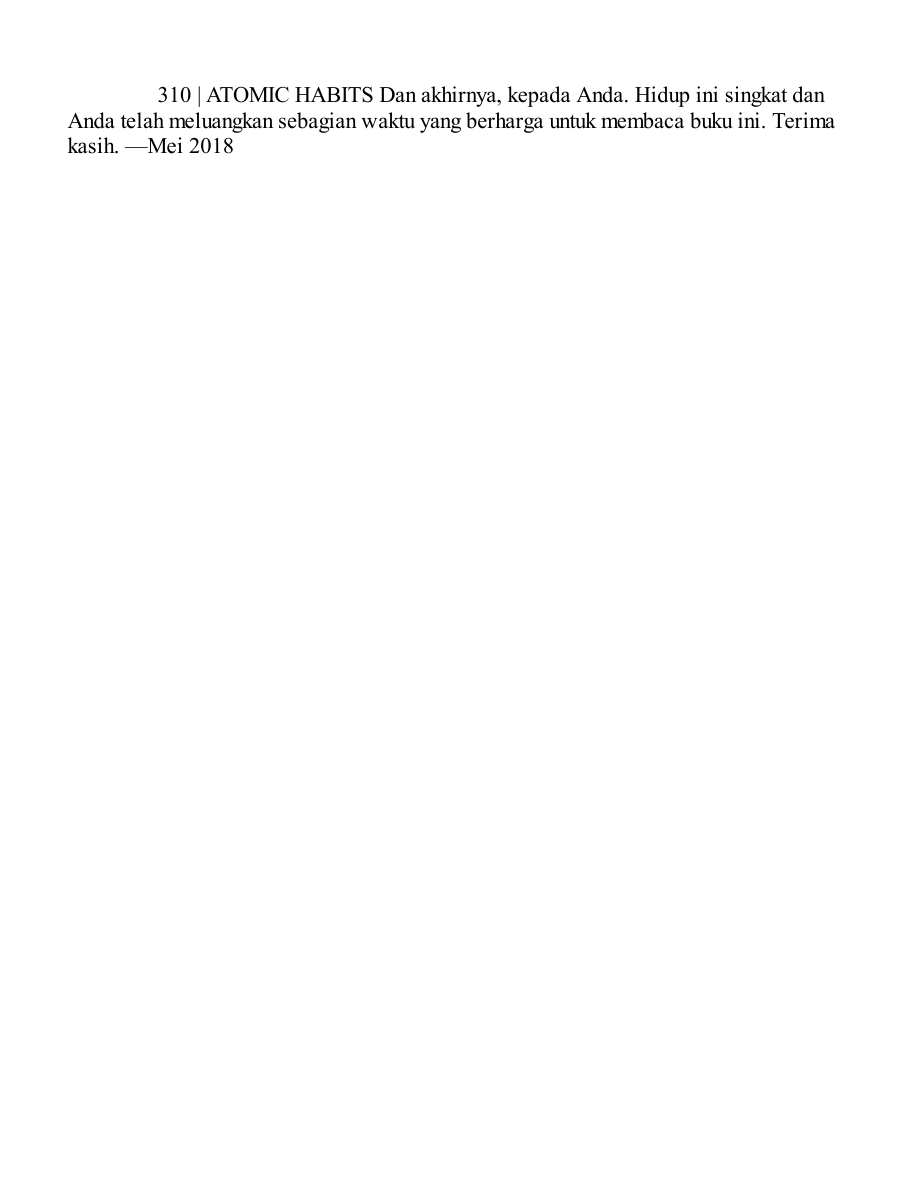 310 | ATOMIC HABITS Dan akhirnya, kepada Anda. Hidup ini singkat dan
Anda telah meluangkan sebagian waktu yang berharga untuk membaca buku ini. Terima
kasih. —Mei 2018